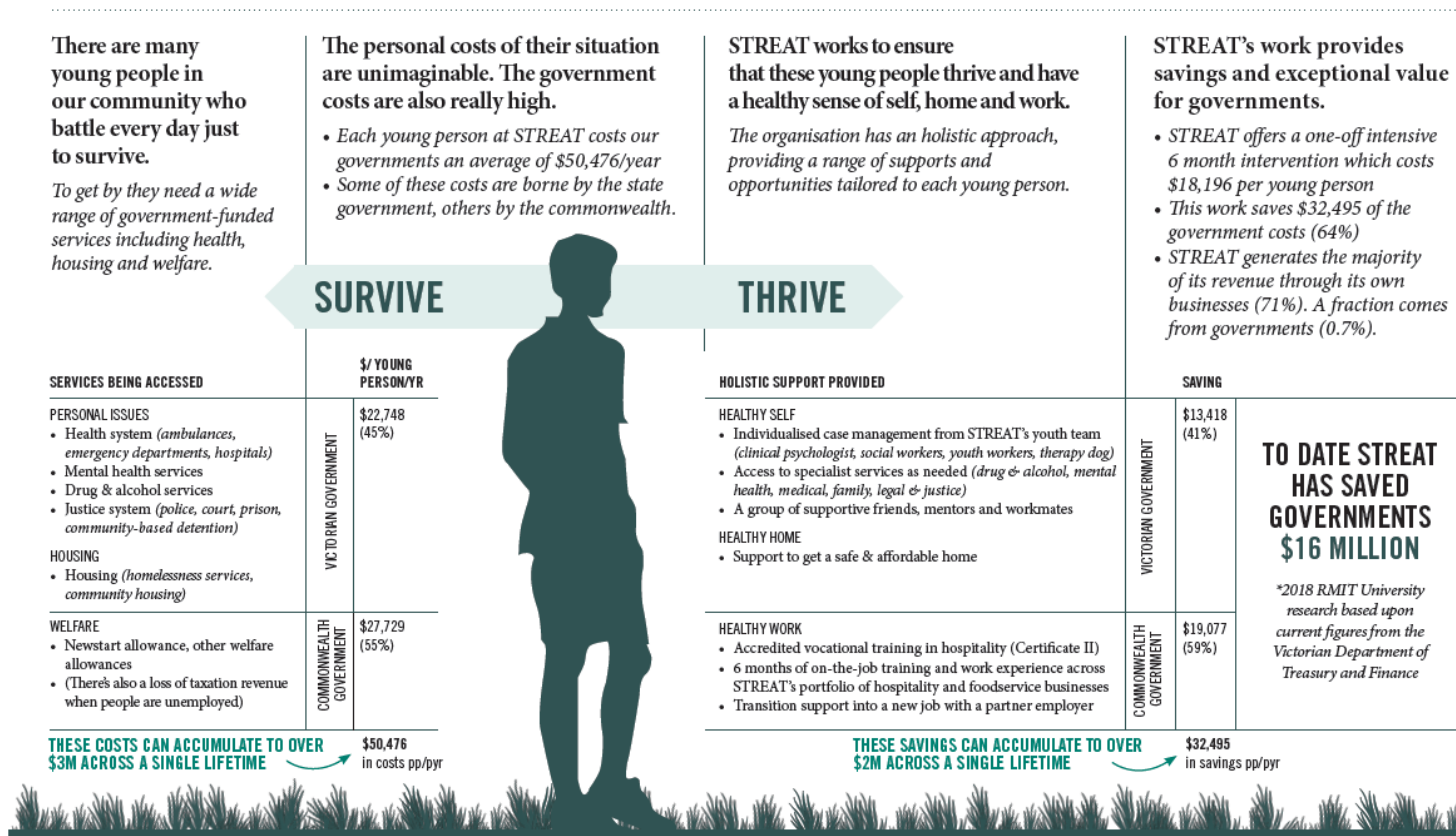 There are many
young people in
our community who
battle every day just
to survive.
To get by they need a wide
range of government-funded
services including health,
housing and welfare.
The personal costs of their situation
are unimaginable. The government
costs are also really high.
• Each young person at STREAT costs our
governments an average of $50,476/year
• Some of these costs are borne by the state
government, others by the commonwealth.
STREAT works to ensure
that these young people thrive and have
a healthy sense of self, home and work.
The organisation has an holistic approach,
providing a range of supports and
opportunities tailored to each young person.
STREAT's work provides
savings and exceptional value
for governments.
• STREAT offers a one-off intensive
6 month intervention which costs
$18,196 per young person
• This work saves $32,495 of the
government costs (64%)
• STREAT generates the majority
of its revenue through its own
businesses (71%). A fraction comes
from governments (0.7%).
SURVIVE
THRIVE
SERVICES BEING ACCESSED
$/ YOUNG
PERSON/YR
PERSONAL ISSUES
• Health system (ambulances,
emergency departments, hospitals)
• Mental health services
• Drug & alcohol services
• Justice system (police, court, prison,
community-based detention)
HOUSING
• Housing (homelessness services,
community housing)
VICTORIAN GOVERNMENT
$22,748
(45%)
WELFARE
• Newstart allowance, other welfare
allowances
• (There's also a loss of taxation revenue
when people are unemployed)
COMMONWEALTH
GOVERNMENT
$27,729
(55%)
THESE COSTS CAN ACCUMULATE TO OVER
$3M ACROSS A SINGLE LIFETIME
$50,476
in costs pp/pyr
HOLISTIC SUPPORT PROVIDED
SAVING
HEALTHY SELF
• Individualised case management from STREAT's youth team
(clinical psychologist, social workers, youth workers, therapy dog)
• Access to specialist services as needed (drug & alcohol, mental
health, medical, family, legal & justice)
• A group of supportive friends, mentors and workmates
HEALTHY HOME
• Support to get a safe & affordable home
VICTORIAN GOVERNMENT
$13,418
(41%)
HEALTHY WORK
• Accredited vocational training in hospitality (Certificate II)
• 6 months of on-the-job training and work experience across
STREAT's portfolio of hospitality and foodservice businesses
• Transition support into a new job with a partner employer
COMMONWEALTH
GOVERNMENT
$19,077
(59%)
THESE SAVINGS CAN ACCUMULATE TO OVER
$2M ACROSS A SINGLE LIFETIME
$32,495
in savings pp/pyr
TO DATE STREAT
HAS SAVED
GOVERNMENTS
$16 MILLION
*2018 RMIT University
research based upon
current figures from the
Victorian Department of
Treasury and Finance